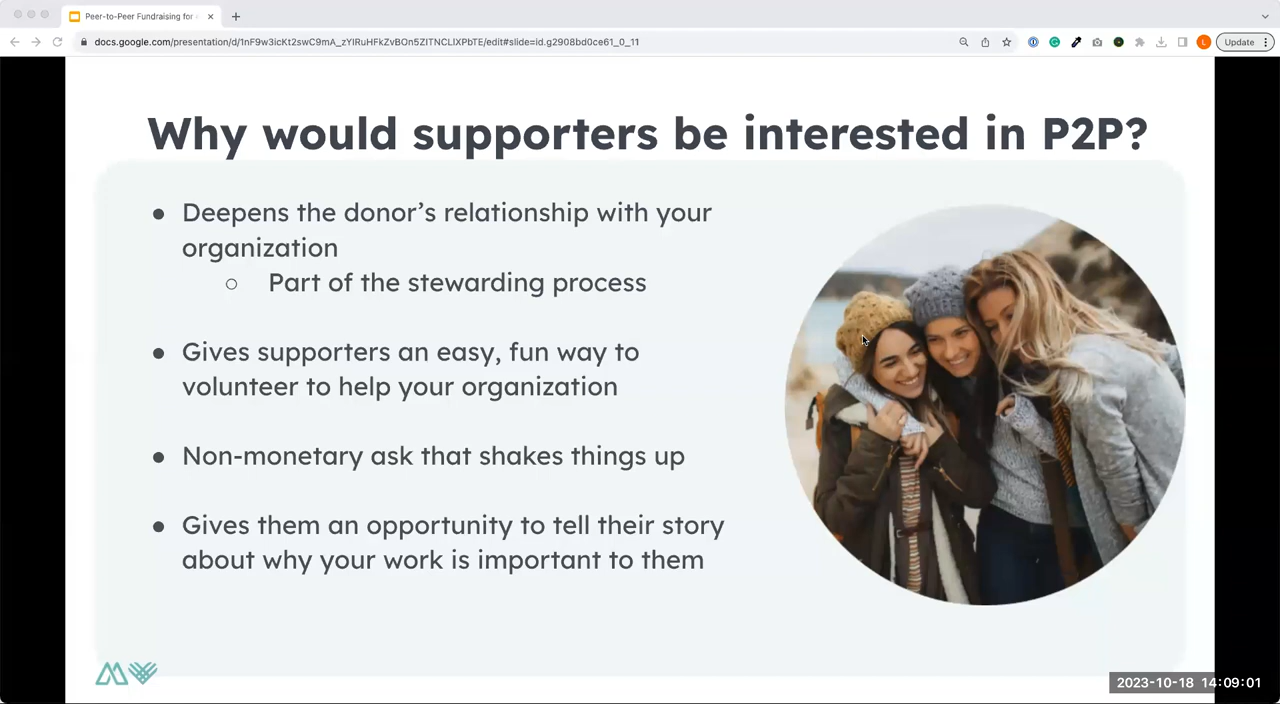 Peer-to-Peer Fundraising for
docs.google.com/presentation/d/1nF9w3icKt2swC9mA_zYlRuHFkZvBOn5ZlTNCLlXPbTE/edit#slide=id.g2908bd0ce61_0_11
L
Update
Why would supporters be interested in P2P?
● Deepens the donor’s relationship with your
organization
○ Part of the stewarding process
● Gives supporters an easy, fun way to
volunteer to help your organization
● Non-monetary ask that shakes things up
● Gives them an opportunity to tell their story
about why your work is important to them
2023-10-18 14:09:01